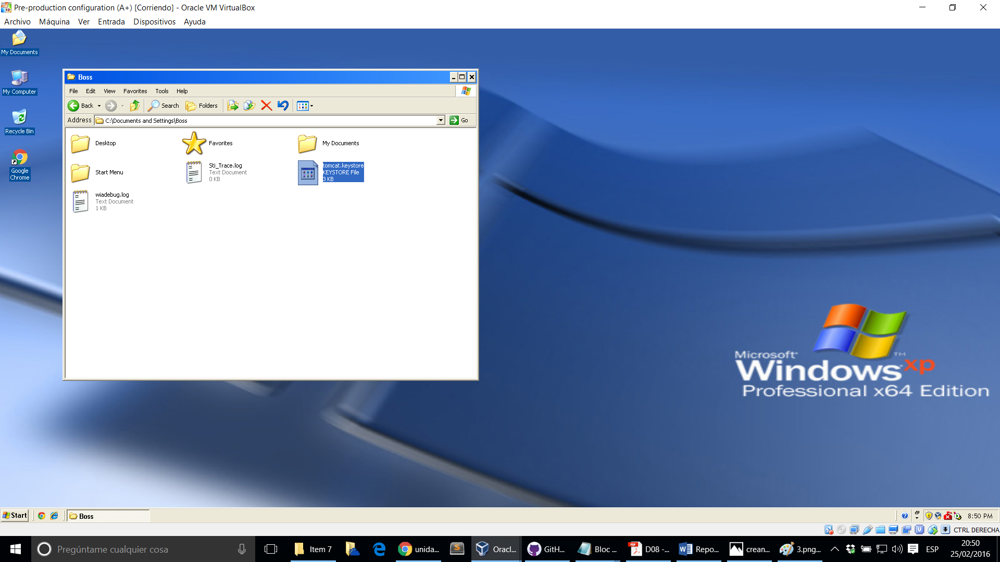 Pre-production configuration (A+) [Corriendo] - Oracle VM VirtualBox
Archivo Máquina Ver Entrada Dispositivos Ayuda
My Documents
My Computer
Recycle Bin
Google
Chrome
Boss
File Edit View Favorites Tools Help
Back Search Folders
Address C:\Documents and Settings\Boss Go
Desktop
Favorites
My Documents
Start Menu
Sti_Trace.log
Text Document
0 KB
tomcat.keystore
KEYSTORE File
3 KB
wiadebug.log
Text Document
1 KB
Microsoft
Windows xp ™
Professional x64 Edition
Start Boss 8:50 PM
CTRL DERECHA
Pregúntame cualquier cosa
Item 7
unida...
Oracl...
GitH...
Bloc ...
D08 -...
Repo...
crean...
3.png...
ESP
20:50
25/02/2016